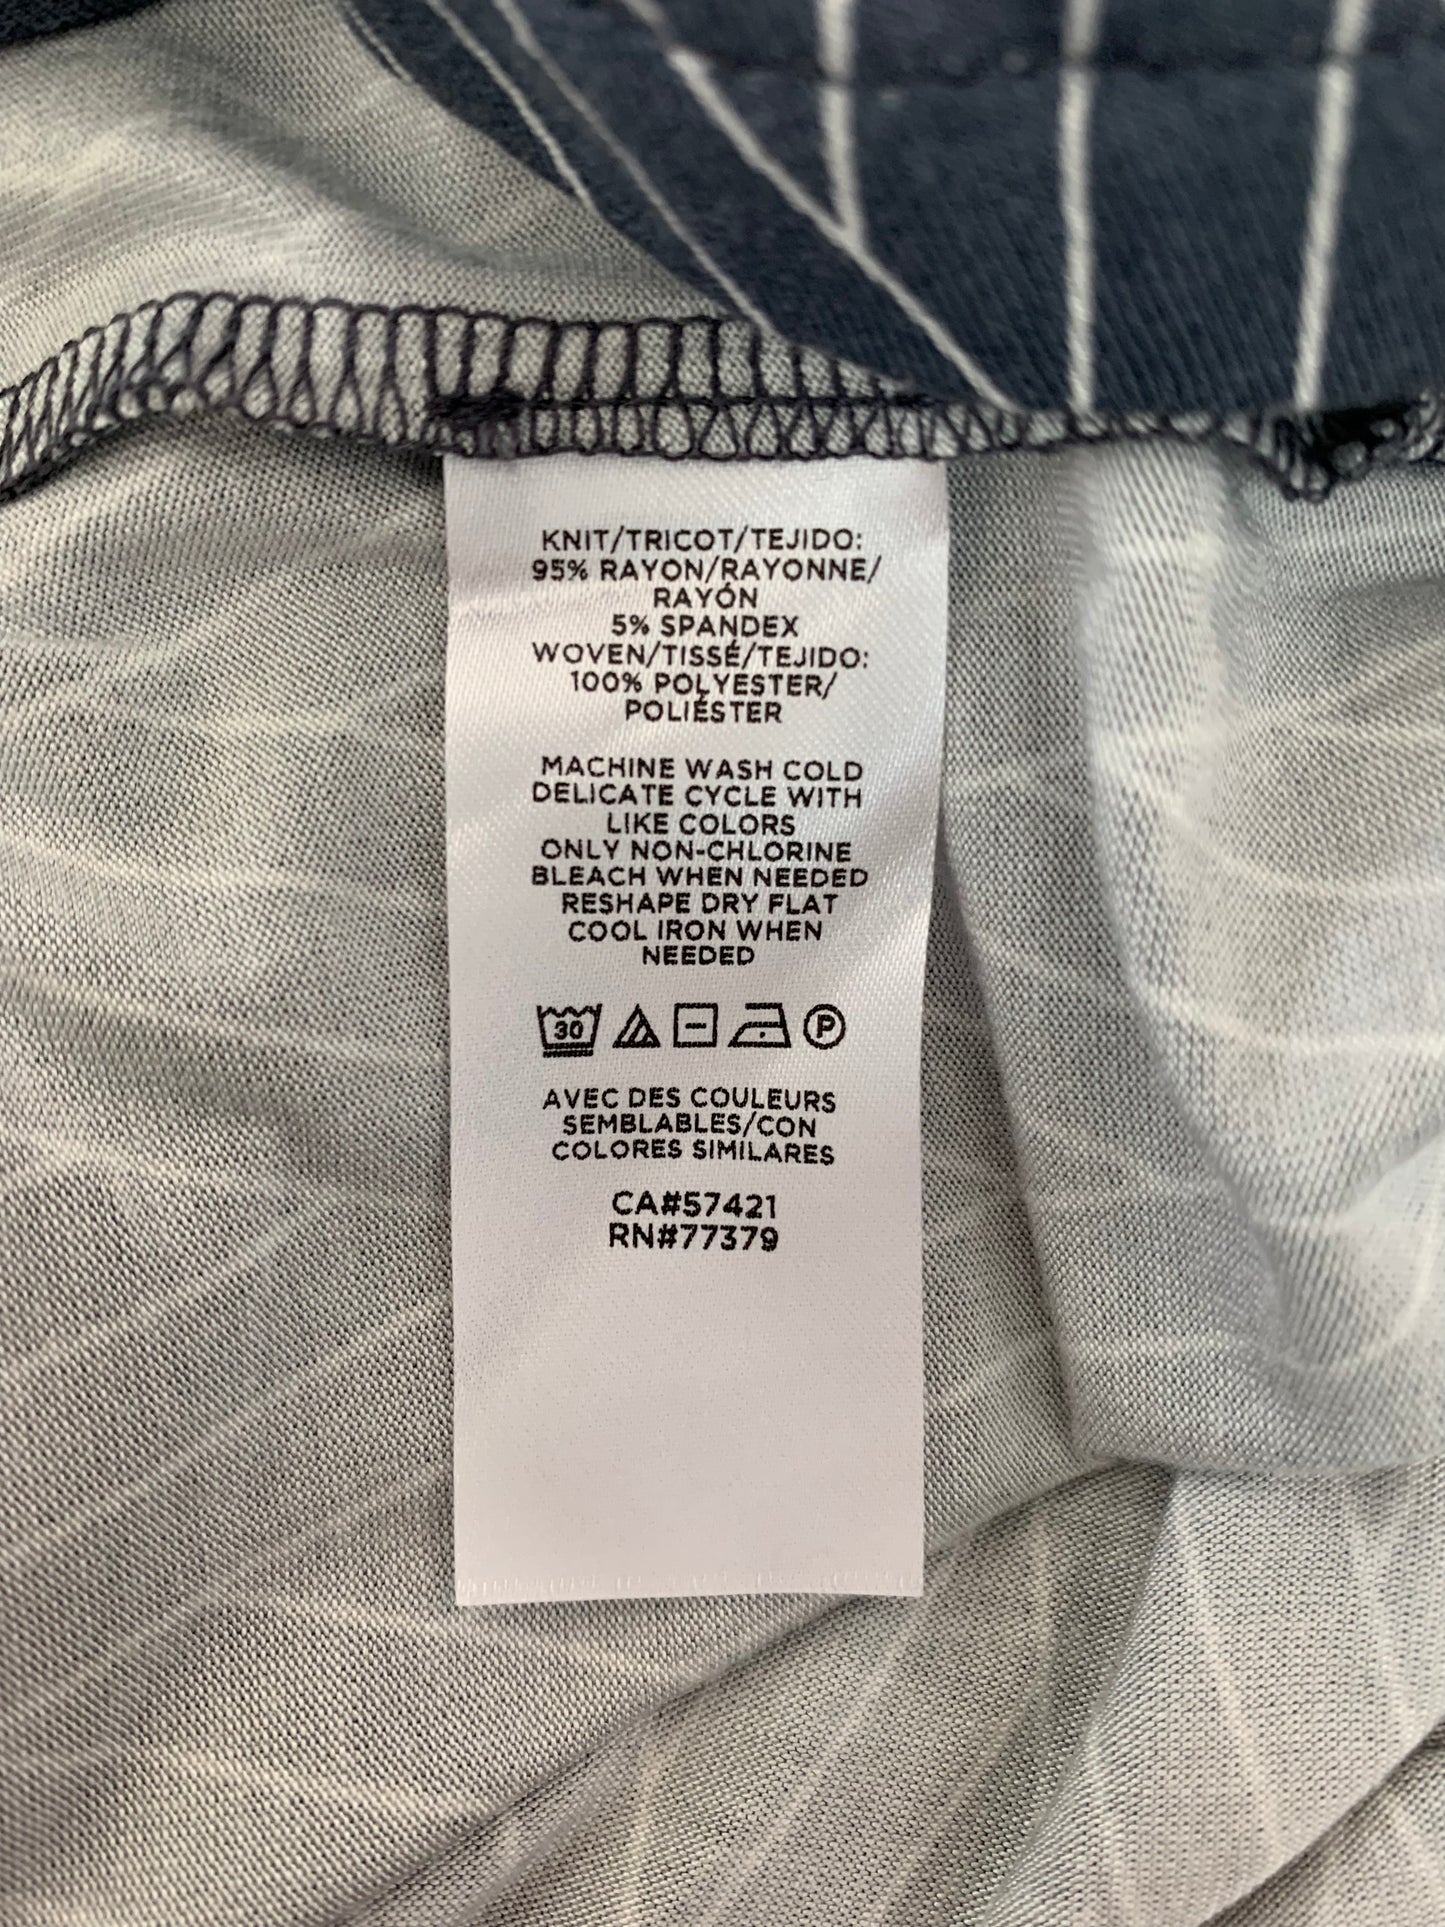 KNIT/TRICOT/TEJIDO:
95% RAYON/RAYONNE/
RAYÓN
5% SPANDEX
WOVEN/TISSÉ/TEJIDO:
100% POLYESTER/
POLIÉSTER
MACHINE WASH COLD
DELICATE CYCLE WITH
LIKE COLORS
ONLY NON-CHLORINE
BLEACH WHEN NEEDED
RESHAPE DRY FLAT
COOL IRON WHEN
NEEDED
30 P
AVEC DES COULEURS
SEMBLABLES/CON
COLORES SIMILARES
CA#57421
RN#77379